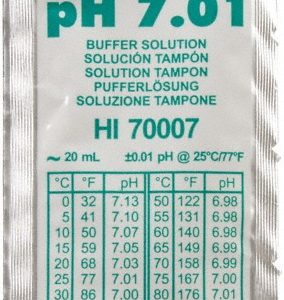 pH 7.01
BUFFER SOLUTION
SOLUCIÓN TAMPÓN
SOLUTION TAMPON
PUFFERLÖSUNG
SOLUZIONE TAMPONE
HI 70007
~ 20 mL ±0.01 pH @ 25°C/77°F
°C °F pH °C °F pH
0 32 7.13 50 122 6.98
5 41 7.10 55 131 6.98
10 50 7.07 60 140 6.98
15 59 7.05 65 149 6.99
20 68 7.03 70 158 6.99
25 77 7.01 75 167 7.00
30 86 7.00 80 176 7.01